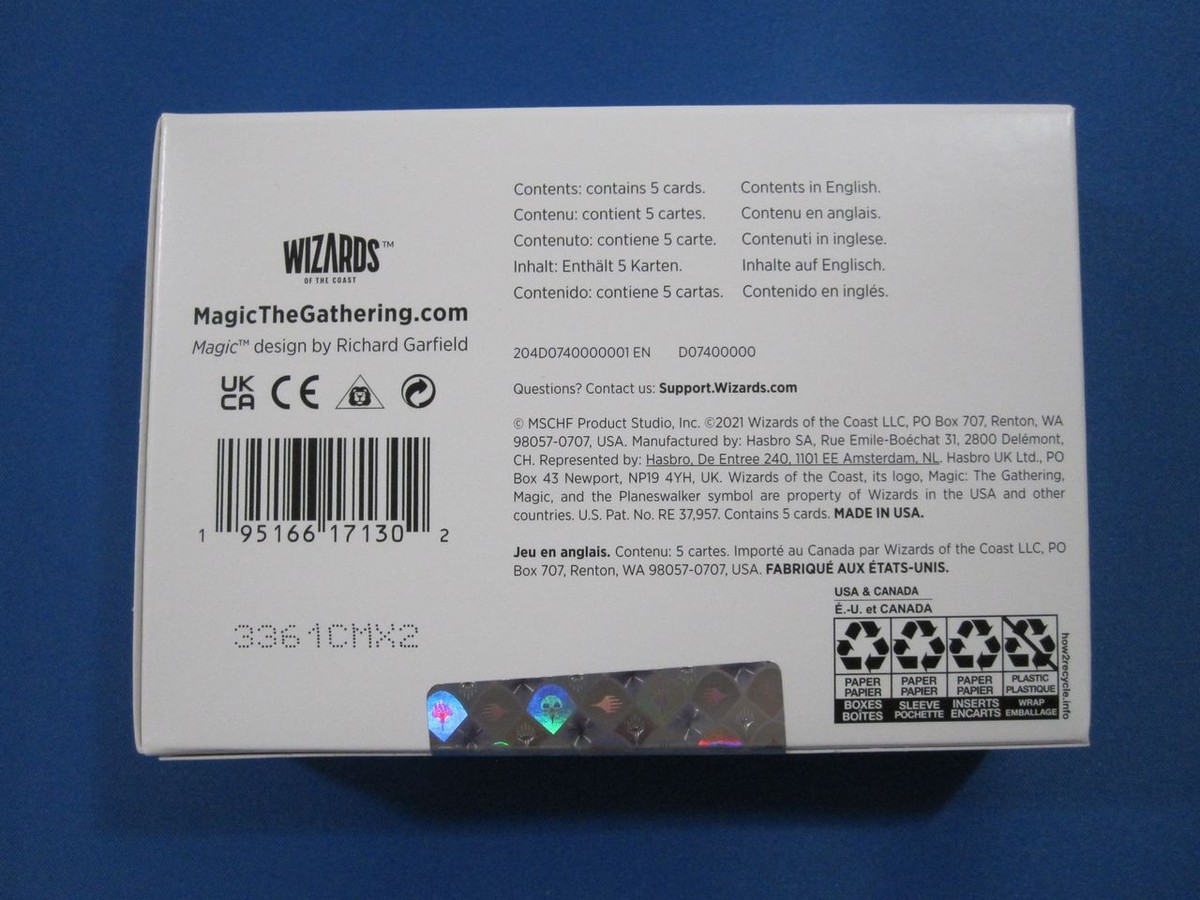 WIZARDS™
OF THE COAST
MagicTheGathering.com
Magic™ design by Richard Garfield
UK
CA CE
1 95166 17130 2
3361CMX2
Contents: contains 5 cards. Contents in English.
Contenu: contient 5 cartes. Contenu en anglais.
Contenuto: contiene 5 carte. Contenuti in inglese.
Inhalt: Enthält 5 Karten. Inhalte auf Englisch.
Contenido: contiene 5 cartas. Contenido en inglés.
204D0740000001 EN D07400000
Questions? Contact us: Support.Wizards.com
© MSCHF Product Studio, Inc. ©2021 Wizards of the Coast LLC, PO Box 707, Renton, WA
98057-0707, USA. Manufactured by: Hasbro SA, Rue Emile-Boéchat 31, 2800 Delémont,
CH. Represented by: Hasbro, De Entree 240, 1101 EE Amsterdam, NL. Hasbro UK Ltd., PO
Box 43 Newport, NP19 4YH, UK. Wizards of the Coast, its logo, Magic: The Gathering,
Magic, and the Planeswalker symbol are property of Wizards in the USA and other
countries. U.S. Pat. No. RE 37,957. Contains 5 cards. MADE IN USA.
Jeu en anglais. Contenu: 5 cartes. Importé au Canada par Wizards of the Coast LLC, PO
Box 707, Renton, WA 98057-0707, USA. FABRIQUÉ AUX ÉTATS-UNIS.
USA & CANADA
É.-U. et CANADA
PAPER PAPER PAPER PLASTIC
PAPIER PAPIER PAPIER PLASTIQUE
BOXES SLEEVE INSERTS WRAP
BOÎTES POCHETTE ENCARTS EMBALLAGE
how2recycle.info